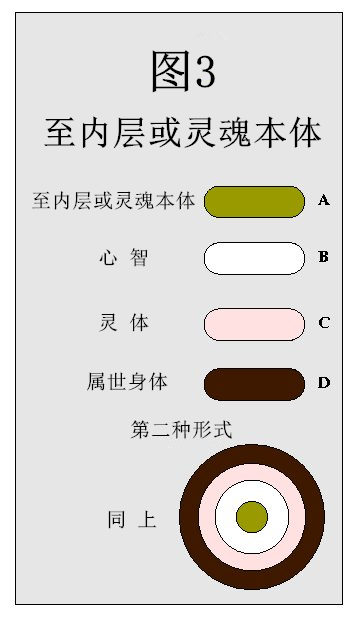 图3
至内层或灵魂本体
至内层或灵魂本体 A
心 智 B
灵 体 C
属世身体 D
第二种形式
同 上